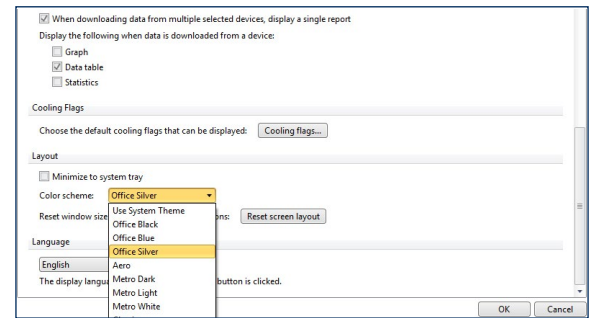 When downloading data from multiple selected devices, display a single report
Display the following when data is downloaded from a device:
Graph
Data table
Statistics
Cooling Flags
Choose the default cooling flags that can be displayed: Cooling flags...
Layout
Minimize to system tray
Color scheme: Office Silver
Use System Theme
Reset window size ons: Reset screen layout
Office Black
Office Blue
Language
Office Silver
English
Aero
The display langua button is clicked.
Metro Dark
Metro Light
Metro White
OK Cancel